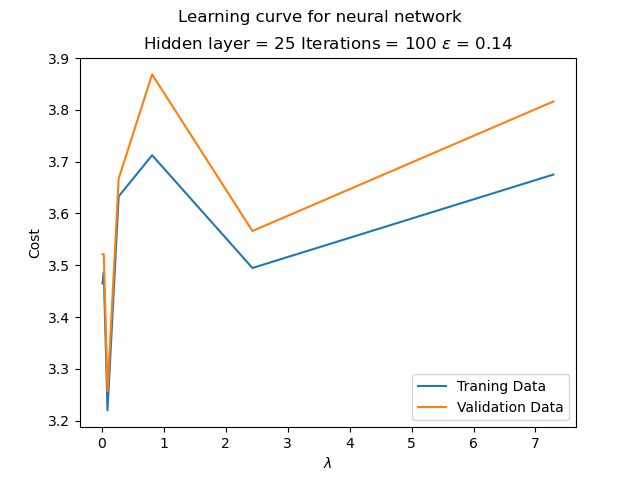 Learning curve for neural network
Hidden layer = 25 Iterations = 100 ε = 0.14
3.9
3.8
3.7
3.6
3.5
3.4
3.3
3.2
Cost
0 1 2 3 4 5 6 7
λ
Traning Data
Validation Data